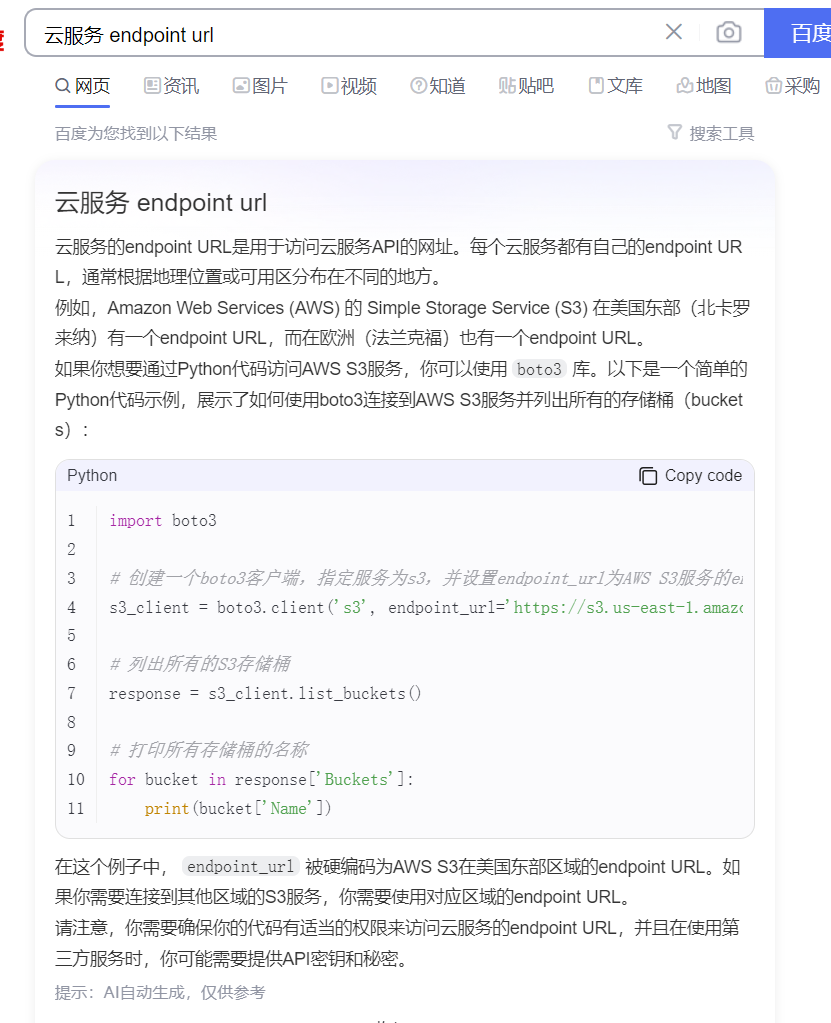 云服务 endpoint url
百度
网页 资讯 图片 视频 知道 贴吧 文库 地图 采购
百度为您找到以下结果 搜索工具
云服务 endpoint url
云服务的endpoint URL是用于访问云服务API的网址。每个云服务都有自己的endpoint UR
L，通常根据地理位置或可用区分布在不同的地方。
例如，Amazon Web Services (AWS) 的 Simple Storage Service (S3) 在美国东部（北卡罗
来纳）有一个endpoint URL，而在欧洲（法兰克福）也有一个endpoint URL。
如果你想要通过Python代码访问AWS S3服务，你可以使用 boto3 库。以下是一个简单的
Python代码示例，展示了如何使用boto3连接到AWS S3服务并列出所有的存储桶（bucket
s）：
Python Copy code
1 import boto3
2
3 # 创建一个boto3客户端，指定服务为s3，并设置endpoint_url为AWS S3服务的en
4 s3_client = boto3.client('s3', endpoint_url='https://s3.us-east-1.amazo
5
6 # 列出所有的S3存储桶
7 response = s3_client.list_buckets()
8
9 # 打印所有存储桶的名称
10 for bucket in response['Buckets']:
11     print(bucket['Name'])
在这个例子中， endpoint_url 被硬编码为AWS S3在美国东部区域的endpoint URL。如
果你需要连接到其他区域的S3服务，你需要使用对应区域的endpoint URL。
请注意，你需要确保你的代码有适当的权限来访问云服务的endpoint URL，并且在使用第
三方服务时，你可能需要提供API密钥和秘密。
提示：AI自动生成，仅供参考